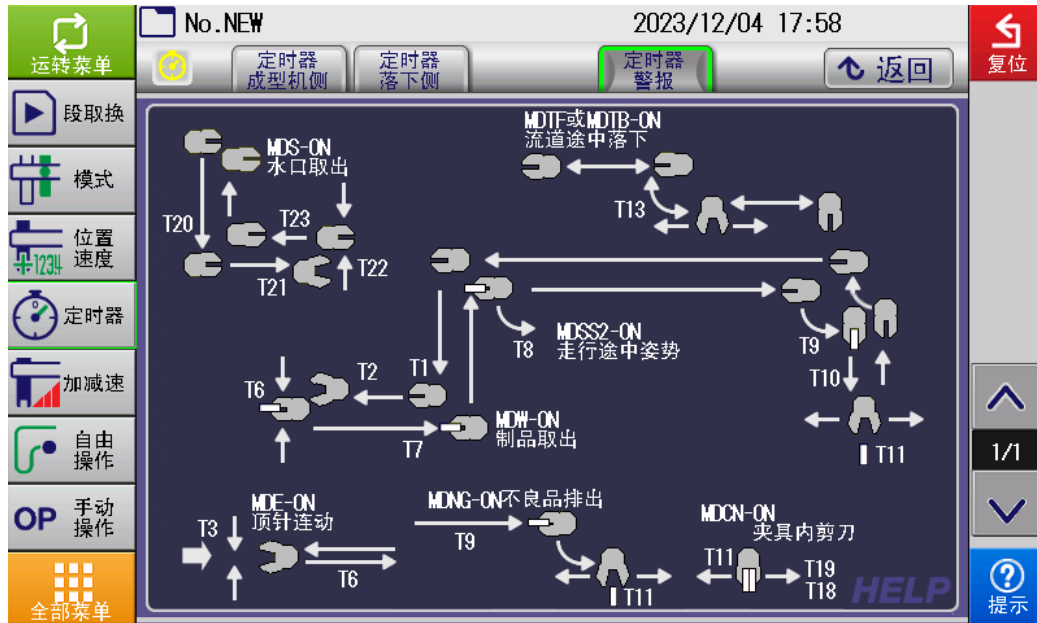 No.NEW
2023/12/04 17:58
运转菜单
定时器
成型机侧
定时器
落下侧
定时器
警报
返回
复位
段取换
模式
位置
速度
定时器
加减速
自由
操作
OP 手动
操作
全部菜单
MDS-ON
水口取出
T20
T23
T21
T22
MDTF或MDTB-ON
流道途中落下
T13
T8
MDSS2-ON
走行途中姿势
T9
T10
T11
T6
T2
T1
T7
MDW-ON
制品取出
MDE-ON
顶针连动
T3
T6
MDNG-ON不良品排出
T9
T11
MDCN-ON
夹具内剪刀
T11
T19
T18
HELP
1/1
提示